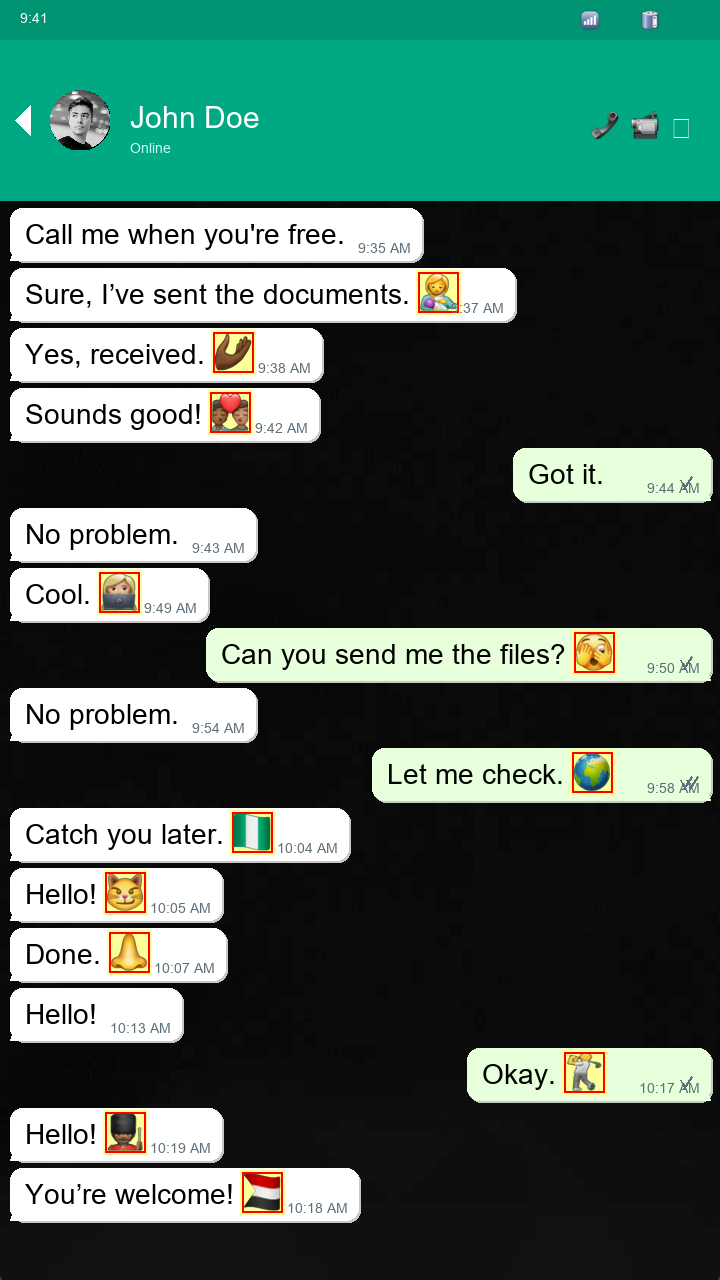 9:41
John Doe
Online
Call me when you're free. 9:35 AM
Sure, I’ve sent the documents. :37 AM
Yes, received. 9:38 AM
Sounds good! 9:42 AM
Got it. 9:44 AM
No problem. 9:43 AM
Cool. 9:49 AM
Can you send me the files? 9:50 AM
No problem. 9:54 AM
Let me check. 9:58 AM
Catch you later. 10:04 AM
Hello! 10:05 AM
Done. 10:07 AM
Hello! 10:13 AM
Okay. 10:17 AM
Hello! 10:19 AM
You’re welcome! 10:18 AM